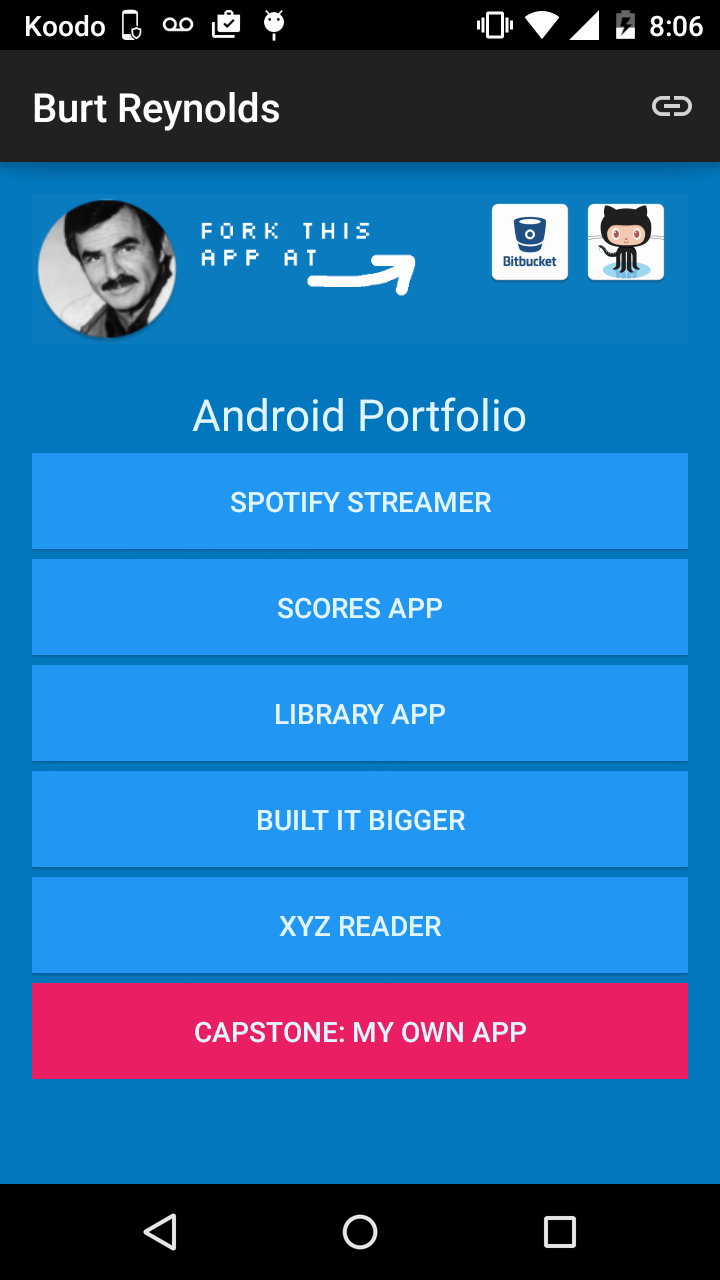 Koodo 8:06
Burt Reynolds
FORK THIS
APP AT
Bitbucket
Android Portfolio
SPOTIFY STREAMER
SCORES APP
LIBRARY APP
BUILT IT BIGGER
XYZ READER
CAPSTONE: MY OWN APP